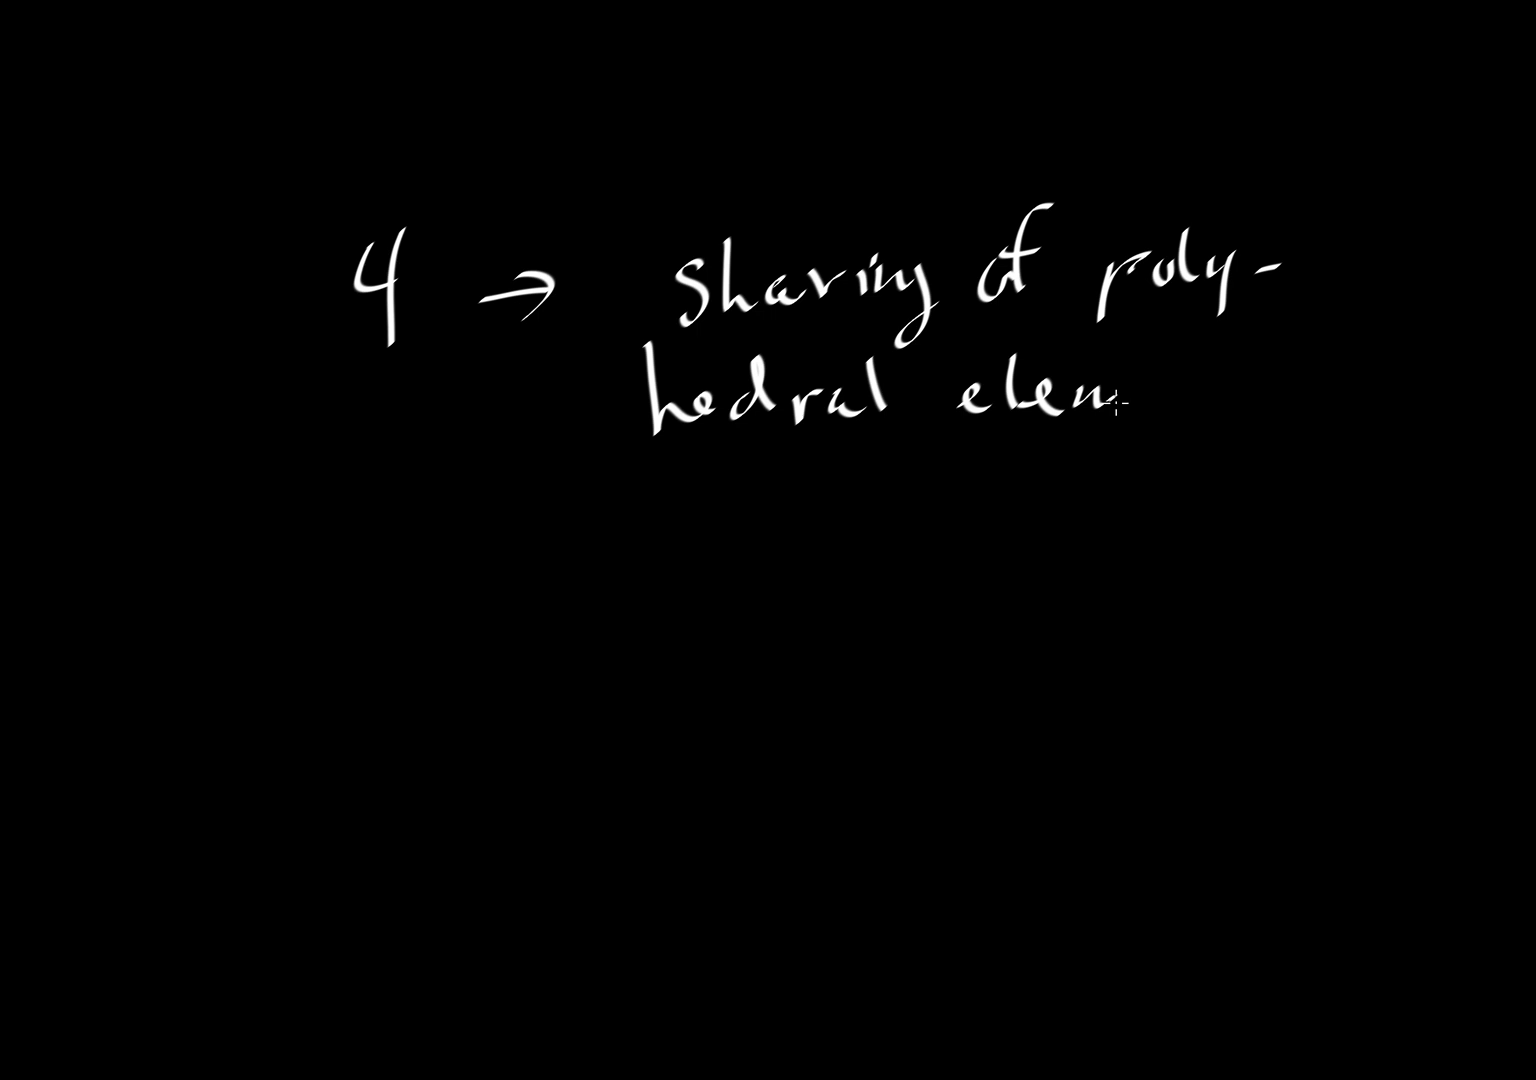 4 → Sharing of poly-
hedral elem